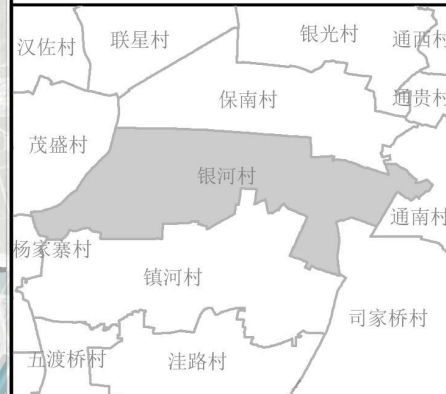 汉佐村
联星村
银光村
通西村
保南村
通贵村
茂盛村
银河村
通南村
杨家寨村
镇河村
司家桥村
五渡桥村
洼路村